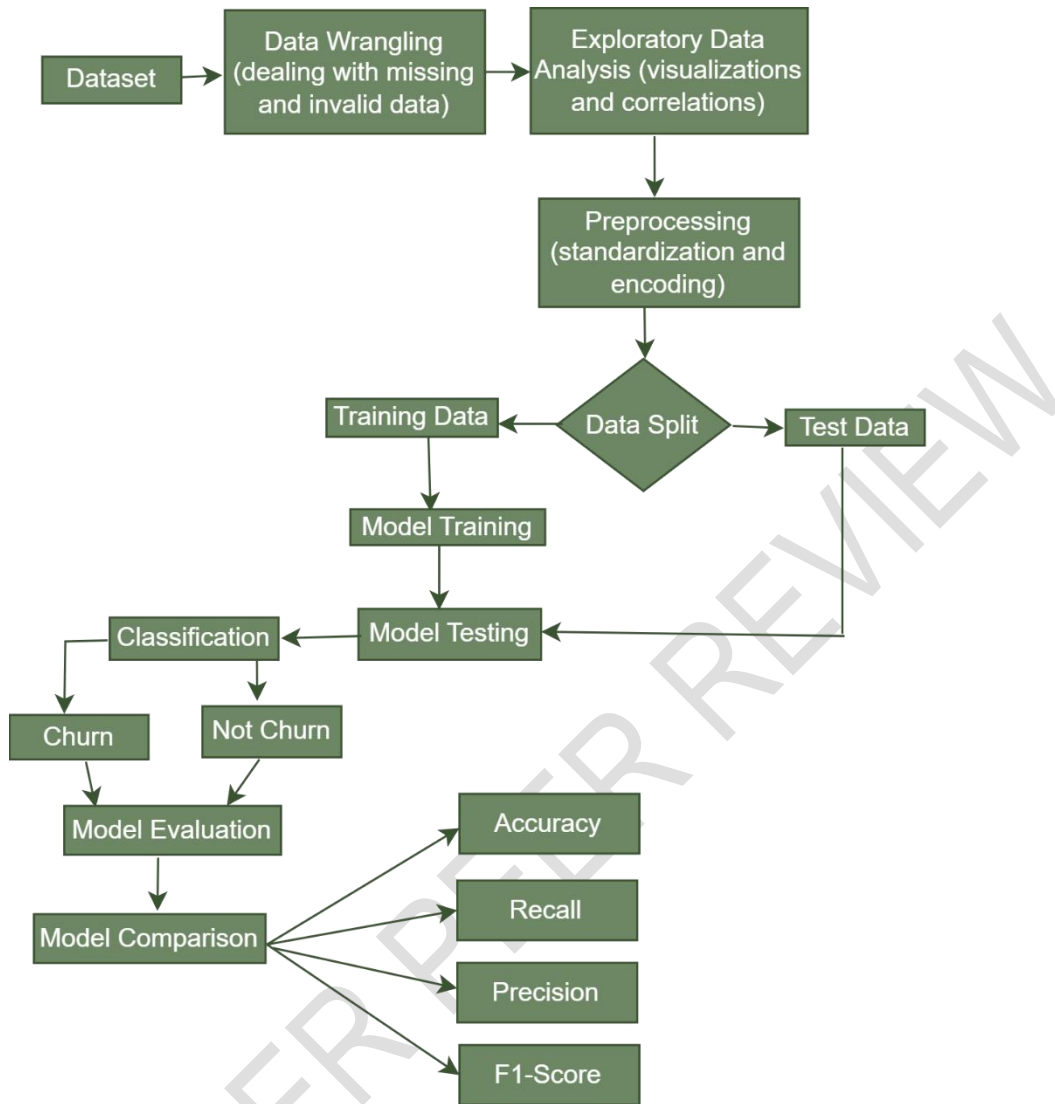 Dataset
Data Wrangling
(dealing with missing
and invalid data)
Exploratory Data
Analysis (visualizations
and correlations)
Preprocessing
(standardization and
encoding)
Data Split
Training Data
Test Data
Model Training
Model Testing
Classification
Churn
Not Churn
Model Evaluation
Model Comparison
Accuracy
Recall
Precision
F1-Score
ER PEER REVIEW